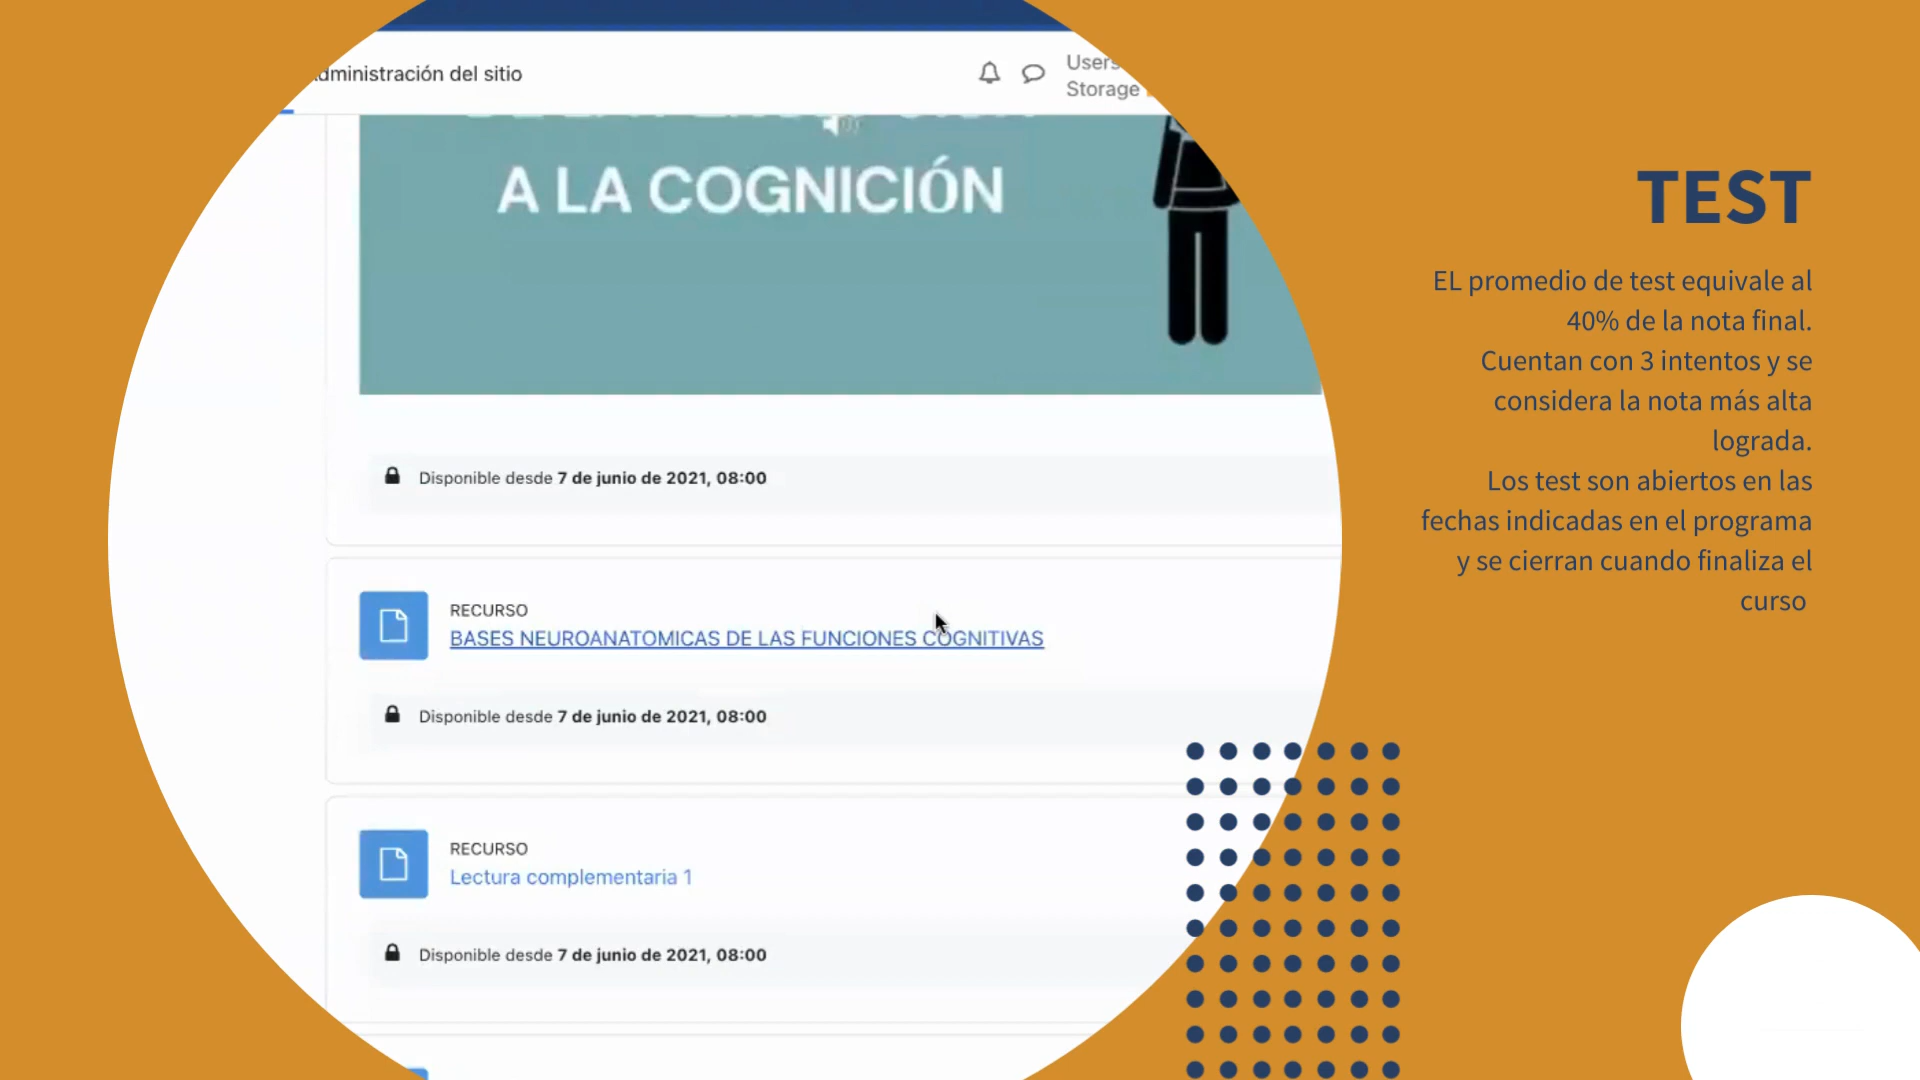 Administración del sitio
Users
Storage
A LA COGNICIÓN
Disponible desde 7 de junio de 2021, 08:00
RECURSO
BASES NEUROANATOMICAS DE LAS FUNCIONES COGNITIVAS
Disponible desde 7 de junio de 2021, 08:00
RECURSO
Lectura complementaria 1
Disponible desde 7 de junio de 2021, 08:00
TEST
EL promedio de test equivale al
40% de la nota final.
Cuentan con 3 intentos y se
considera la nota más alta
lograda.
Los test son abiertos en las
fechas indicadas en el programa
y se cierran cuando finaliza el
curso